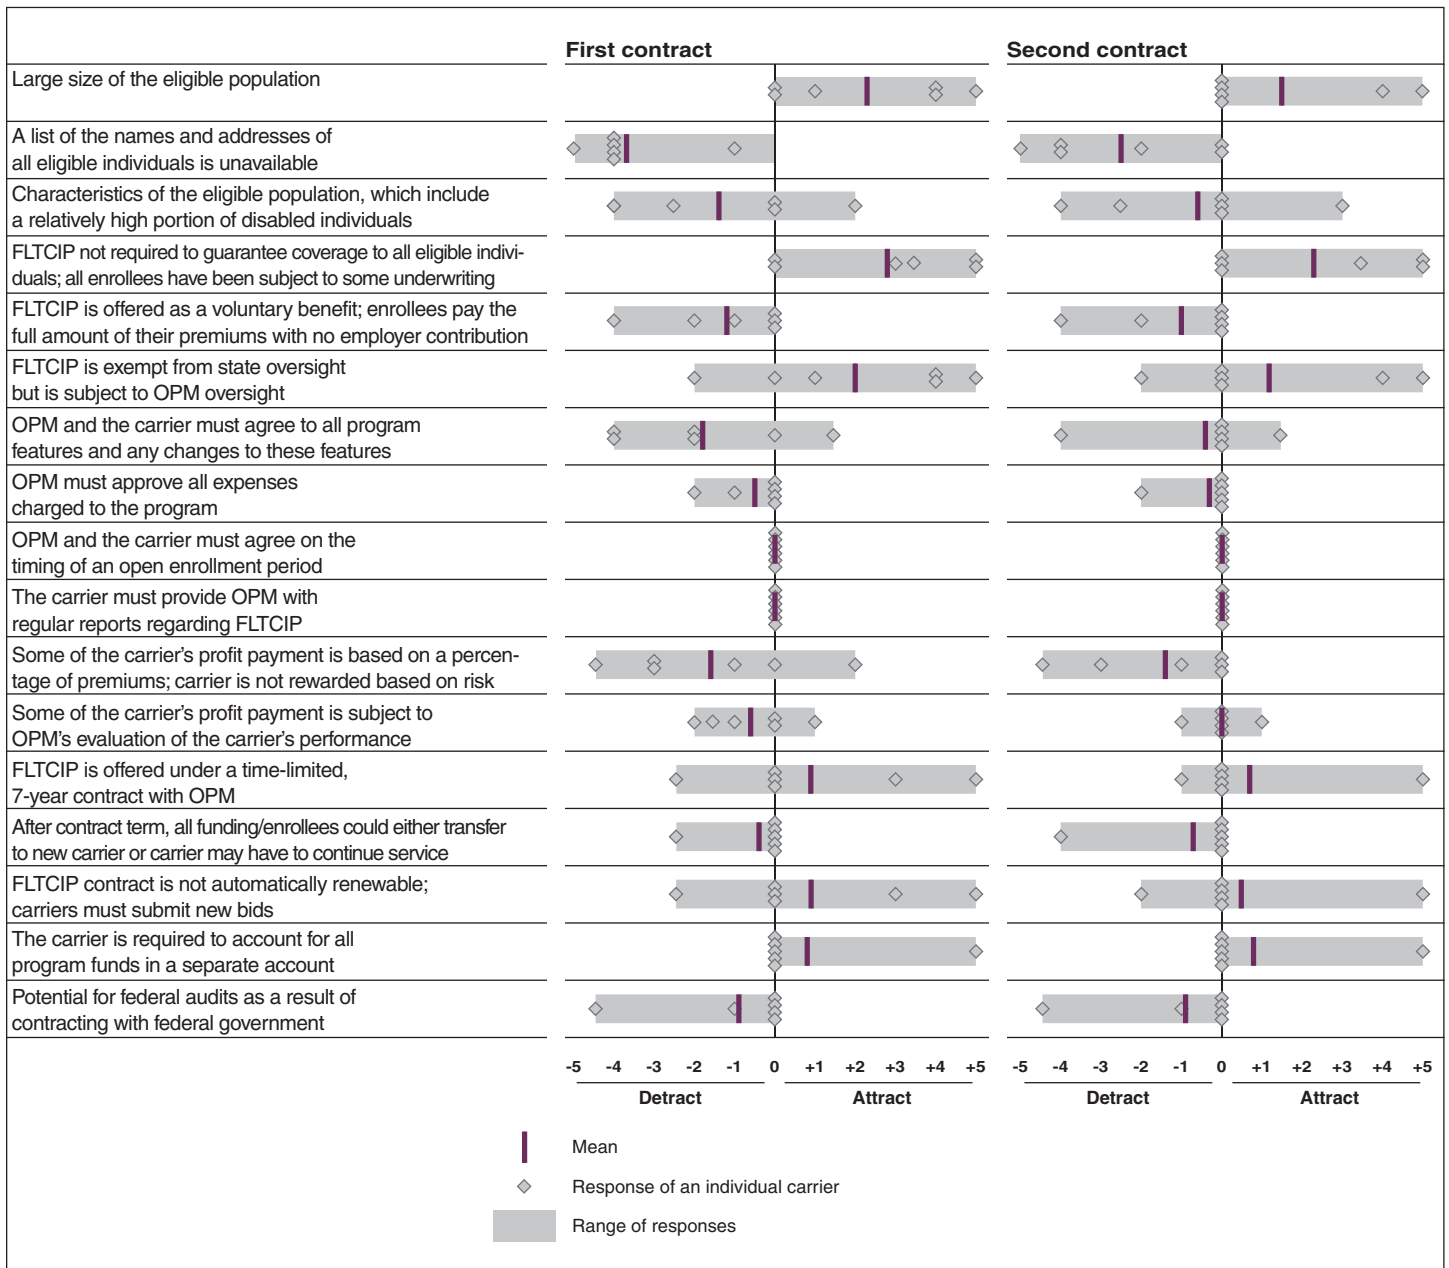 First contract
Second contract
Large size of the eligible population
A list of the names and addresses of
all eligible individuals is unavailable
Characteristics of the eligible population, which include
a relatively high portion of disabled individuals
FLTCIP not required to guarantee coverage to all eligible indivi-
duals; all enrollees have been subject to some underwriting
FLTCIP is offered as a voluntary benefit; enrollees pay the
full amount of their premiums with no employer contribution
FLTCIP is exempt from state oversight
but is subject to OPM oversight
OPM and the carrier must agree to all program
features and any changes to these features
OPM must approve all expenses
charged to the program
OPM and the carrier must agree on the
timing of an open enrollment period
The carrier must provide OPM with
regular reports regarding FLTCIP
Some of the carrier's profit payment is based on a percen-
tage of premiums; carrier is not rewarded based on risk
Some of the carrier's profit payment is subject to
OPM's evaluation of the carrier's performance
FLTCIP is offered under a time-limited,
7-year contract with OPM
After contract term, all funding/enrollees could either transfer
to new carrier or carrier may have to continue service
FLTCIP contract is not automatically renewable;
carriers must submit new bids
The carrier is required to account for all
program funds in a separate account
Potential for federal audits as a result of
contracting with federal government
-5 -4 -3 -2 -1 0 +1 +2 +3 +4 +5
-5 -4 -3 -2 -1 0 +1 +2 +3 +4 +5
Detract Attract
Detract Attract
Mean
Response of an individual carrier
Range of responses